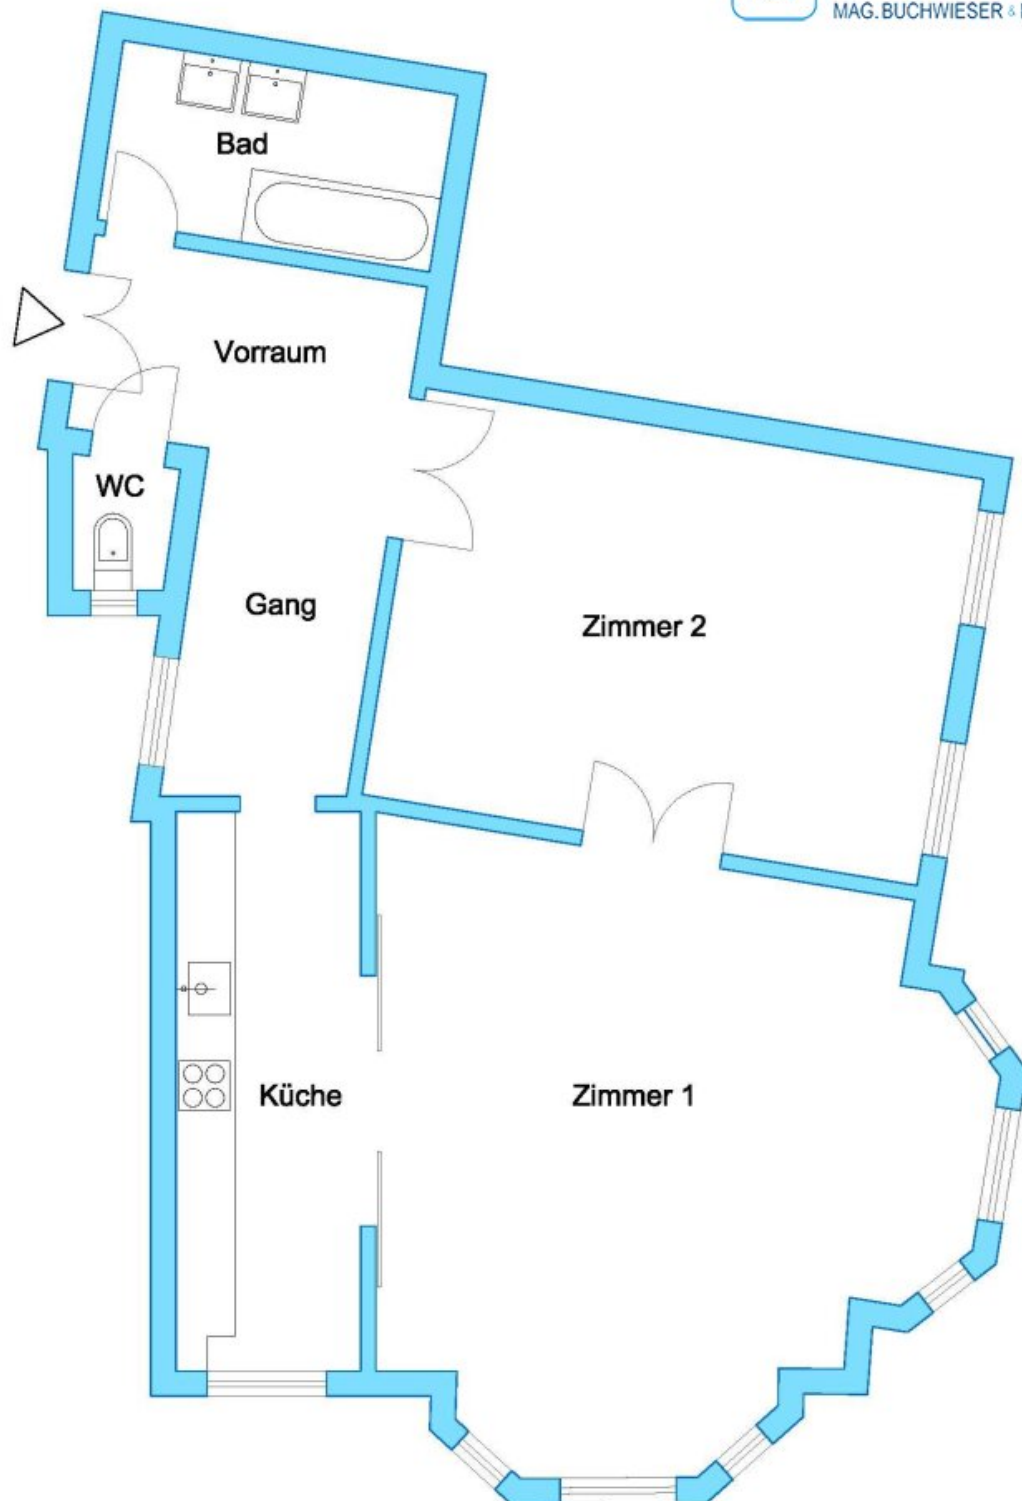 MAG.BUCHWIESER &
Bad
Vorraum
WC
Gang
Zimmer 2
Küche
Zimmer 1